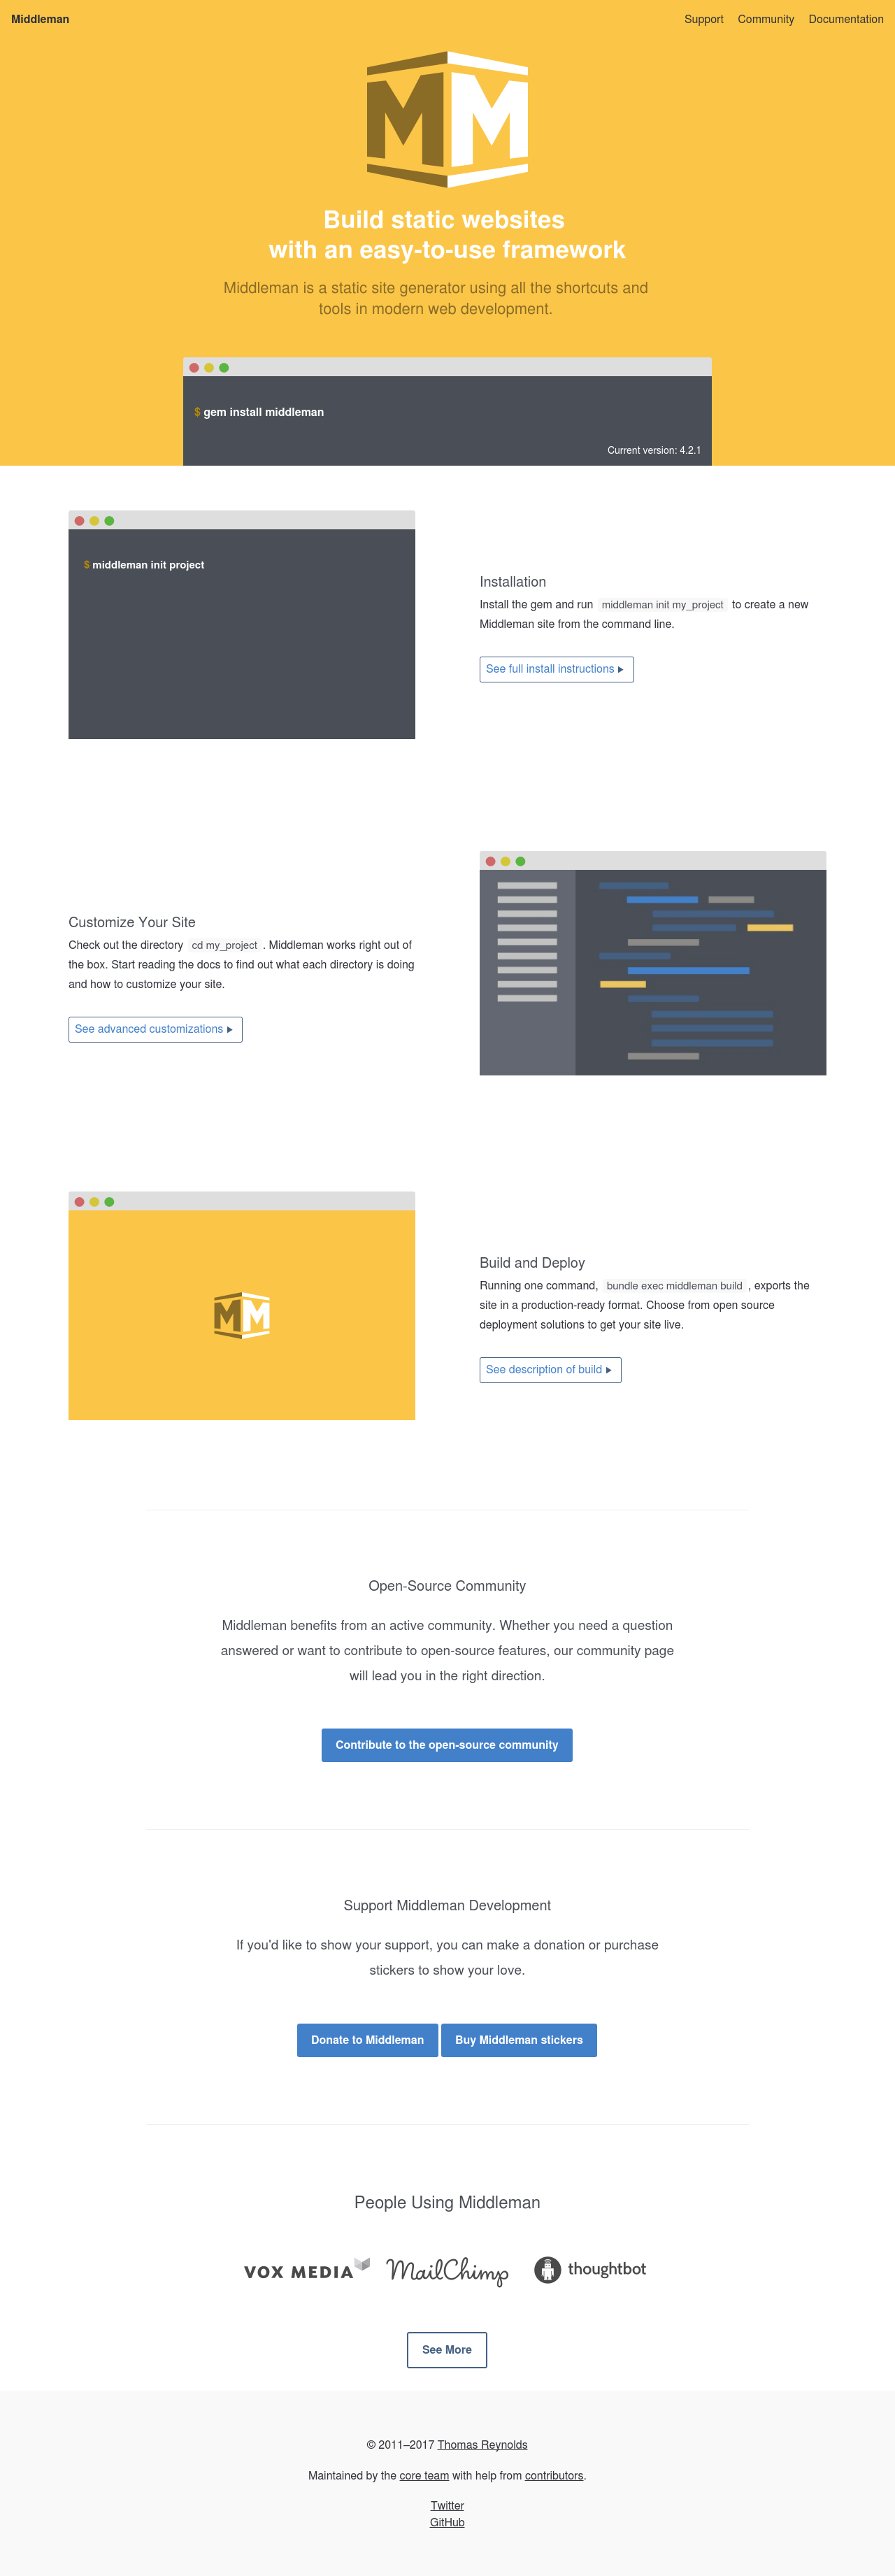 Middleman
Support Community Documentation
MM
Build static websites
with an easy-to-use framework
Middleman is a static site generator using all the shortcuts and
tools in modern web development.
$ gem install middleman
Current version: 4.2.1
$ middleman init project
Installation
Install the gem and run middleman init my_project to create a new
Middleman site from the command line.
See full install instructions
Customize Your Site
Check out the directory cd my_project . Middleman works right out of
the box. Start reading the docs to find out what each directory is doing
and how to customize your site.
See advanced customizations
MM
Build and Deploy
Running one command, bundle exec middleman build , exports the
site in a production-ready format. Choose from open source
deployment solutions to get your site live.
See description of build
Open-Source Community
Middleman benefits from an active community. Whether you need a question
answered or want to contribute to open-source features, our community page
will lead you in the right direction.
Contribute to the open-source community
Support Middleman Development
If you'd like to show your support, you can make a donation or purchase
stickers to show your love.
Donate to Middleman Buy Middleman stickers
People Using Middleman
VOX MEDIA MailChimp thoughtbot
See More
© 2011–2017 Thomas Reynolds
Maintained by the core team with help from contributors.
Twitter
GitHub